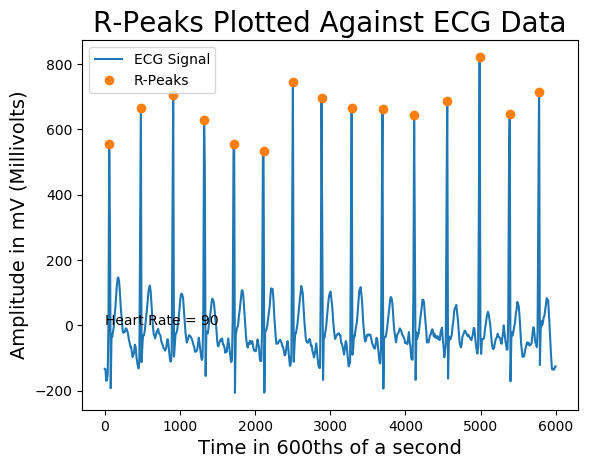 R-Peaks Plotted Against ECG Data
ECG Signal
R-Peaks
Heart Rate = 90
Amplitude in mV (Millivolts)
800
600
400
200
0
−200
0 1000 2000 3000 4000 5000 6000
Time in 600ths of a second